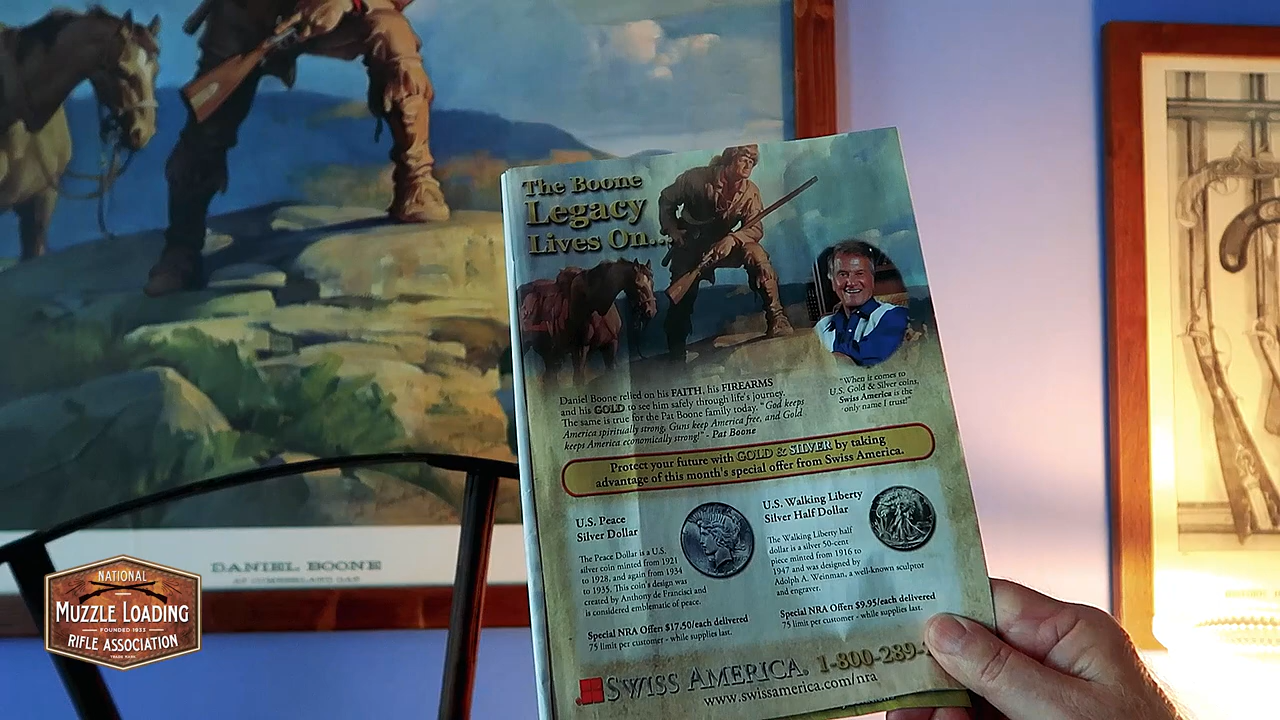 The Boone
Legacy
Lives On...
Daniel Boone relied on his FAITH, his FIREARMS
and his GOLD to see him safely through life's journey.
The same is true for the Pat Boone family today. "God keeps
America spiritually strong, Guns keep America free, and Gold
keeps America economically strong!" - Pat Boone
"When it comes to
U.S. Gold & Silver coins,
Swiss America is the
only name I trust!"
Protect your future with GOLD & SILVER by taking
advantage of this month's special offer from Swiss America.
U.S. Peace
Silver Dollar
The Peace Dollar is a U.S.
silver coin minted from 1921
to 1928, and again from 1934
to 1935. This coin's design was
created by Anthony de Francisci and
is considered emblematic of peace.
Special NRA Offer: $17.50/each delivered
75 limit per customer - while supplies last.
U.S. Walking Liberty
Silver Half Dollar
The Walking Liberty half
dollar is a silver 50-cent
piece minted from 1916 to
1947 and was designed by
Adolph A. Weinman, a well-known sculptor
and engraver.
Special NRA Offer: $9.95/each delivered
75 limit per customer - while supplies last.
SWISS AMERICA. 1-800-289-
www.swissamerica.com/nra
DANIEL BOONE
AT CUMBERLAND GAP
NATIONAL
MUZZLE LOADING
FOUNDED 1933
RIFLE ASSOCIATION
TRADE MARK